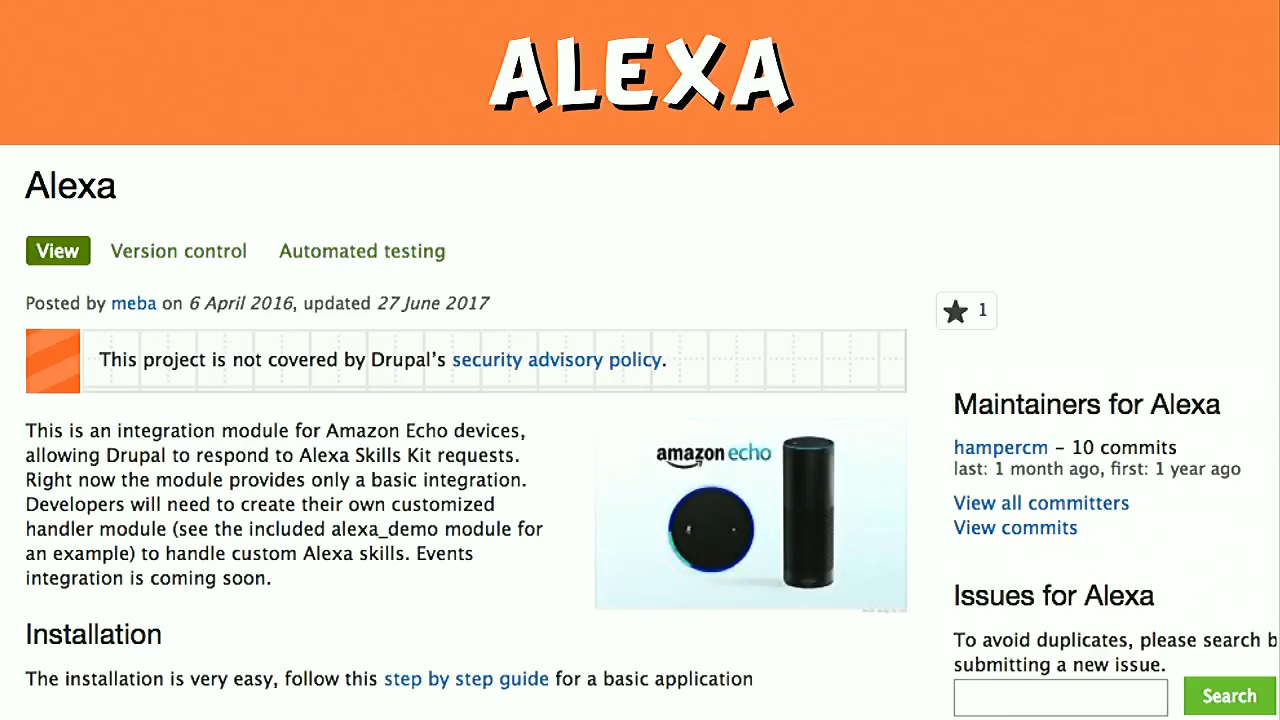 ALEXA
Alexa
View
Version control
Automated testing
Posted by meba on 6 April 2016, updated 27 June 2017
1
This project is not covered by Drupal’s security advisory policy.
This is an integration module for Amazon Echo devices,
allowing Drupal to respond to Alexa Skills Kit requests.
Right now the module provides only a basic integration.
Developers will need to create their own customized
handler module (see the included alexa_demo module for
an example) to handle custom Alexa skills. Events
integration is coming soon.
amazon echo
Installation
The installation is very easy, follow this step by step guide for a basic application
Maintainers for Alexa
hampercm – 10 commits
last: 1 month ago, first: 1 year ago
View all committers
View commits
Issues for Alexa
To avoid duplicates, please search b
submitting a new issue.
Search